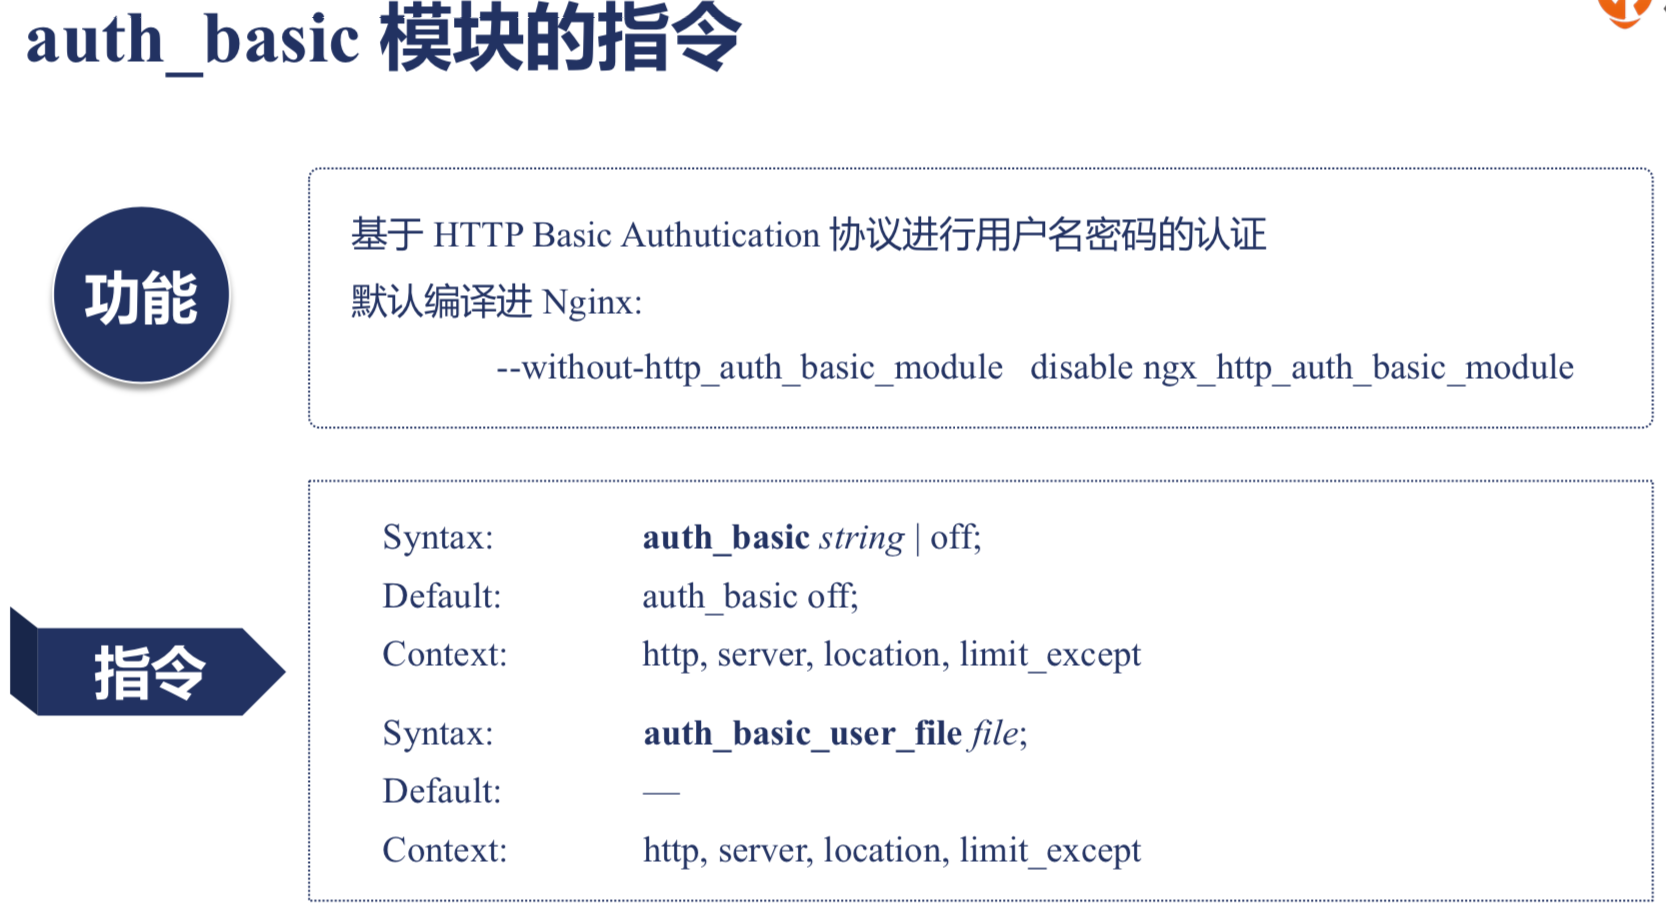 auth_basic 模块的指令
功能
基于 HTTP Basic Authutication 协议进行用户名密码的认证
默认编译进 Nginx:
--without-http_auth_basic_module disable ngx_http_auth_basic_module
指令
Syntax: auth_basic string | off;
Default: auth_basic off;
Context: http, server, location, limit_except
Syntax: auth_basic_user_file file;
Default: —
Context: http, server, location, limit_except